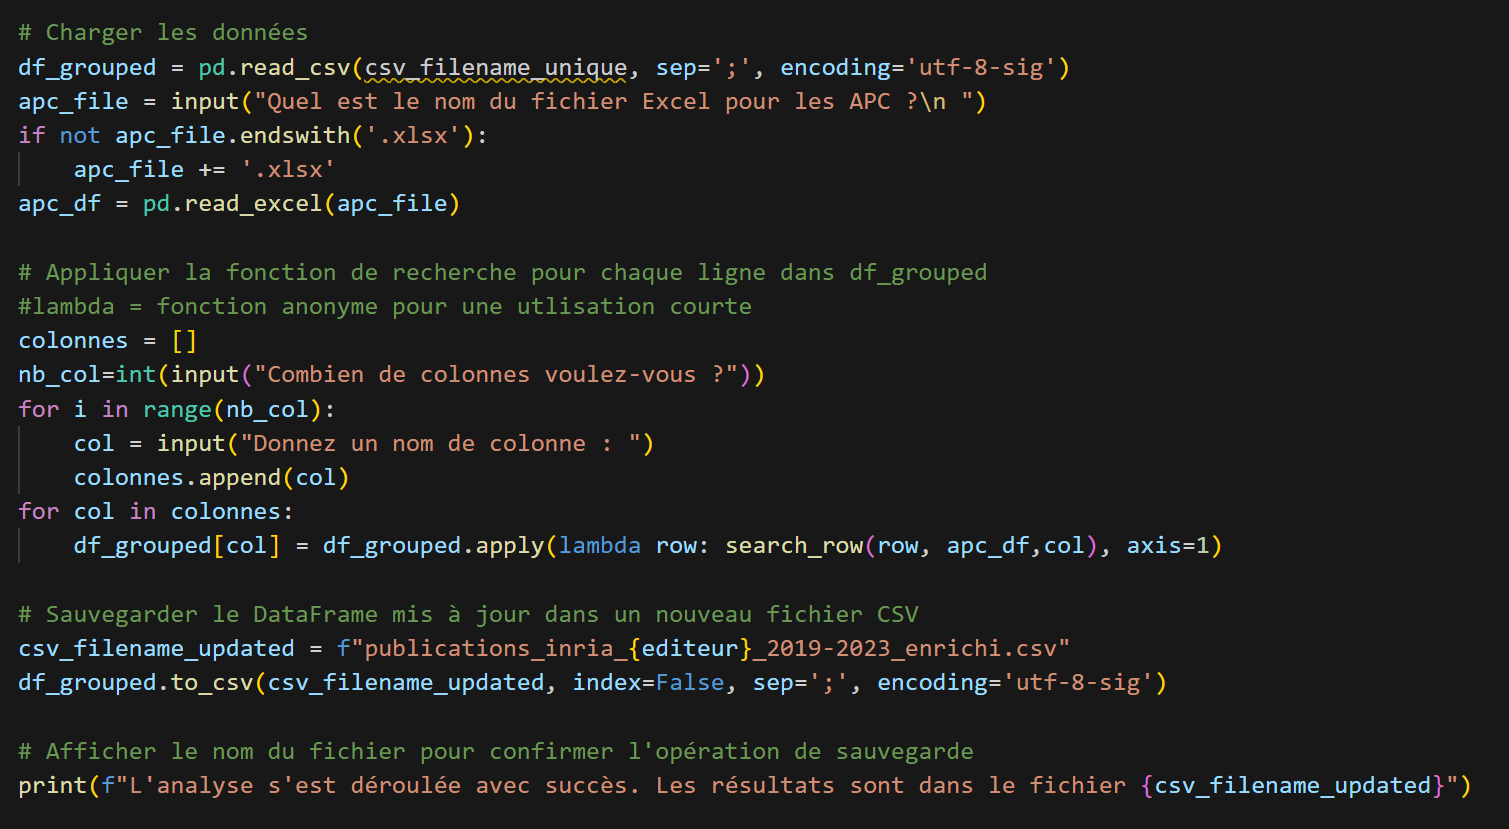 # Charger les données
df_grouped = pd.read_csv(csv_filename_unique, sep=';', encoding='utf-8-sig')
apc_file = input("Quel est le nom du fichier Excel pour les APC ?\n ")
if not apc_file.endswith('.xlsx'):
    apc_file += '.xlsx'
apc_df = pd.read_excel(apc_file)

# Appliquer la fonction de recherche pour chaque ligne dans df_grouped
#lambda = fonction anonyme pour une utlisation courte
colonnes = []
nb_col=int(input("Combien de colonnes voulez-vous ?"))
for i in range(nb_col):
    col = input("Donnez un nom de colonne : ")
    colonnes.append(col)
for col in colonnes:
    df_grouped[col] = df_grouped.apply(lambda row: search_row(row, apc_df,col), axis=1)

# Sauvegarder le DataFrame mis à jour dans un nouveau fichier CSV
csv_filename_updated = f"publications_inria_{editeur}_2019-2023_enrichi.csv"
df_grouped.to_csv(csv_filename_updated, index=False, sep=';', encoding='utf-8-sig')

# Afficher le nom du fichier pour confirmer l'opération de sauvegarde
print(f"L'analyse s'est déroulée avec succès. Les résultats sont dans le fichier {csv_filename_updated}")